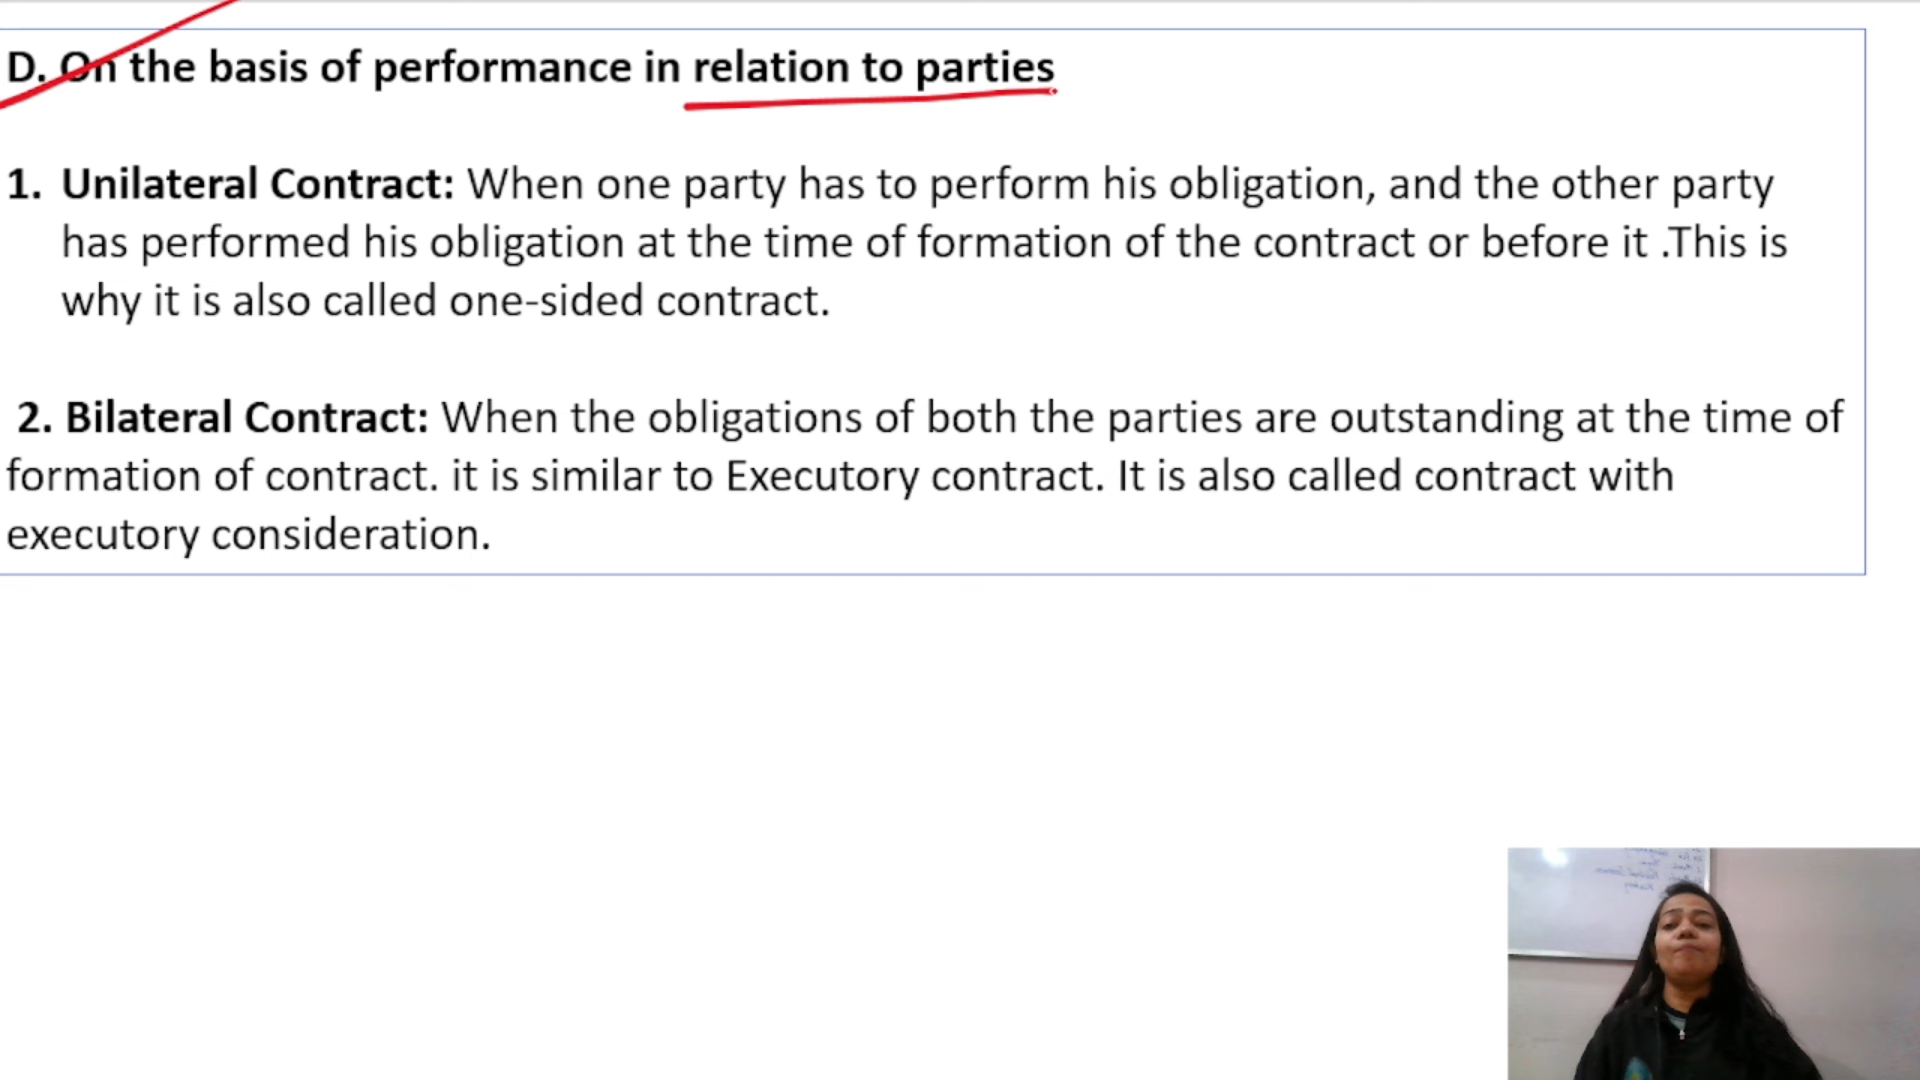 D. On the basis of performance in relation to parties
1. Unilateral Contract: When one party has to perform his obligation, and the other party
has performed his obligation at the time of formation of the contract or before it .This is
why it is also called one-sided contract.
2. Bilateral Contract: When the obligations of both the parties are outstanding at the time of
formation of contract. it is similar to Executory contract. It is also called contract with
executory consideration.